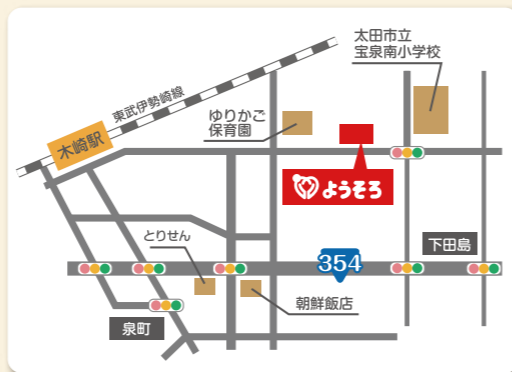 太田市立
宝泉南小学校
東武伊勢崎線
ゆりかご
保育園
木崎駅
ようそろ
とりせん
下田島
354
朝鮮飯店
泉町